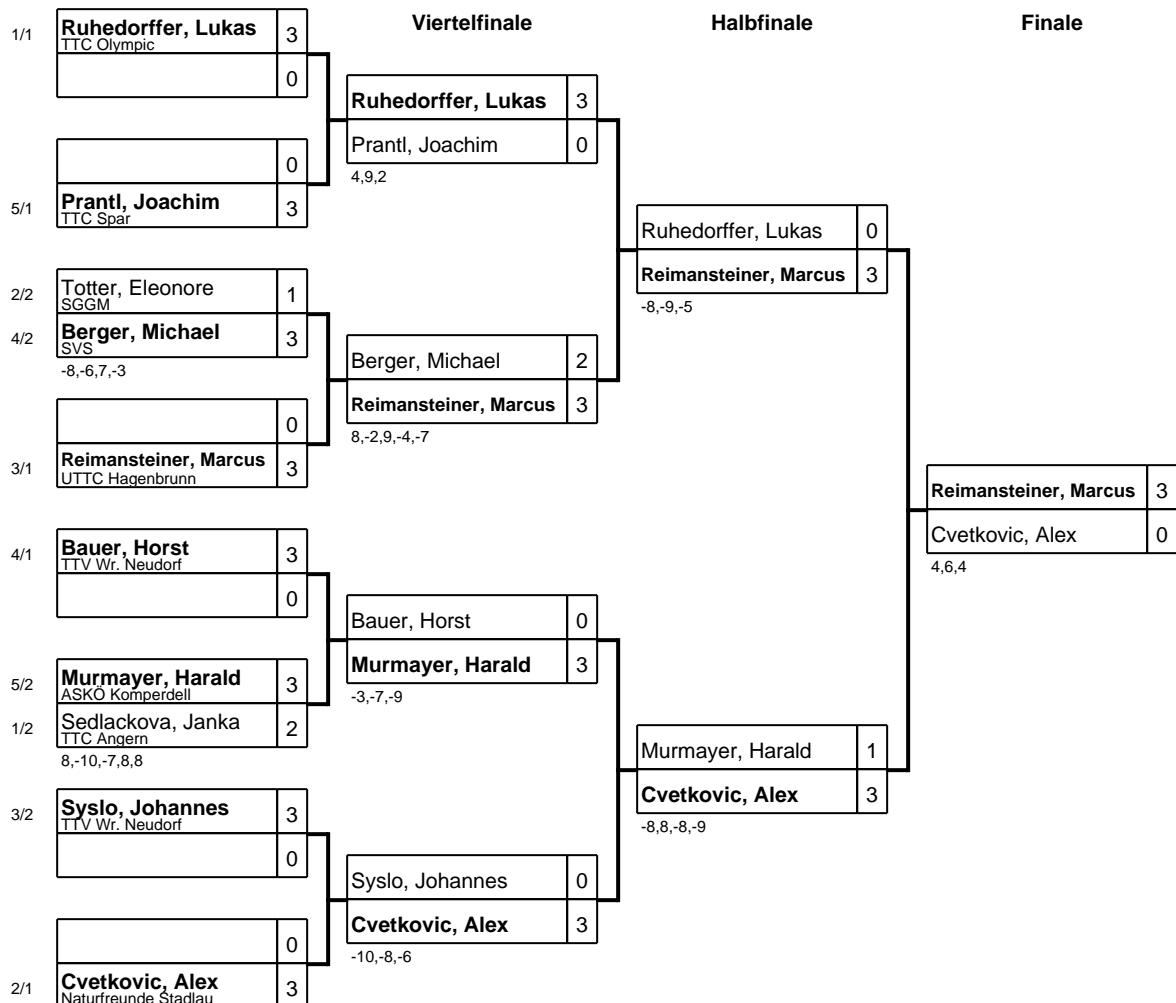 Viertelfinale
Halbfinale
Finale
1/1 Ruhedorffer, Lukas 3
TTC Olympic
0
0
5/1 Prantl, Joachim 3
TTC Spar
2/2 Totter, Eleonore 1
SGGM
4/2 Berger, Michael 3
SVS
-8,-6,7,-3
0
3/1 Reimansteiner, Marcus 3
UTTC Hagenbrunn
4/1 Bauer, Horst 3
TTV Wr. Neudorf
0
5/2 Murmayer, Harald 3
ASKÖ Komperdell
1/2 Sedlackova, Janka 2
TTC Angern
8,-10,-7,8,8
3/2 Syslo, Johannes 3
TTV Wr. Neudorf
0
0
2/1 Cvetkovic, Alex 3
Naturfreunde Stadlau
Ruhedorffer, Lukas 3
Prantl, Joachim 0
4,9,2
Berger, Michael 2
Reimansteiner, Marcus 3
8,-2,9,-4,-7
Bauer, Horst 0
Murmayer, Harald 3
-3,-7,-9
Syslo, Johannes 0
Cvetkovic, Alex 3
-10,-8,-6
Ruhedorffer, Lukas 0
Reimansteiner, Marcus 3
-8,-9,-5
Murmayer, Harald 1
Cvetkovic, Alex 3
-8,8,-8,-9
Reimansteiner, Marcus 3
Cvetkovic, Alex 0
4,6,4